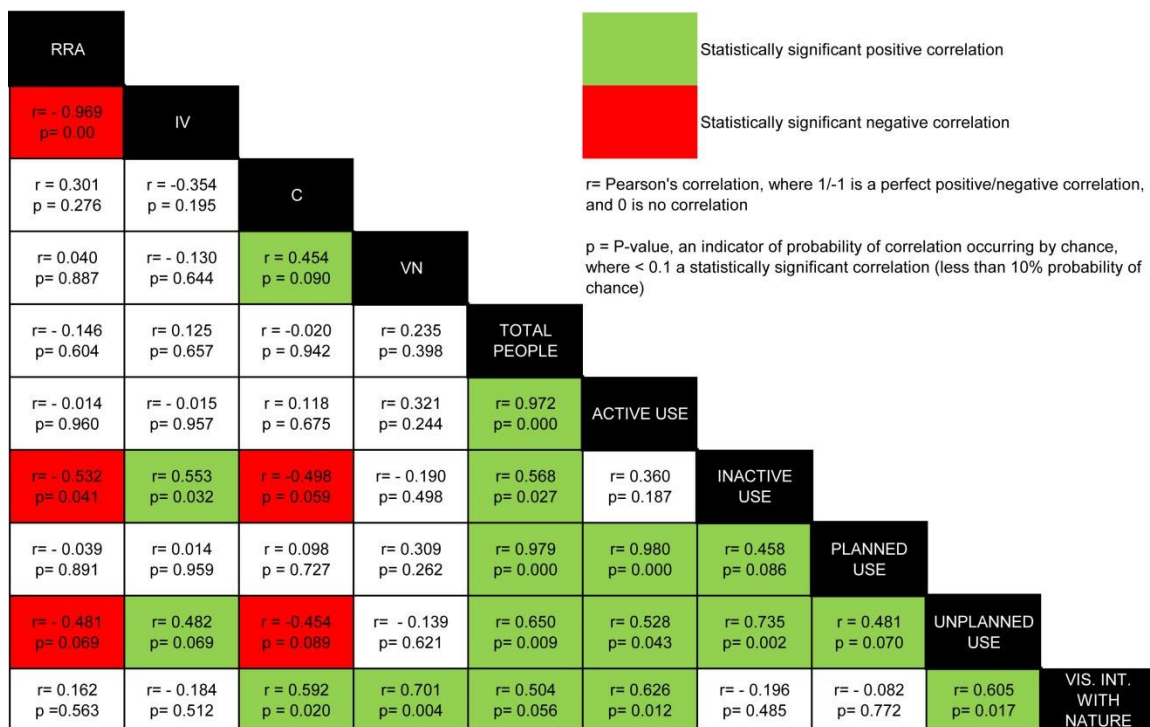 RRA
Statistically significant positive correlation
r= - 0.969
p= 0.00
IV
Statistically significant negative correlation
r = 0.301
p = 0.276
r = -0.354
p = 0.195
C
r= Pearson's correlation, where 1/-1 is a perfect positive/negative correlation,
and 0 is no correlation
r= 0.040
p= 0.887
r= - 0.130
p= 0.644
r = 0.454
p = 0.090
VN
p = P-value, an indicator of probability of correlation occurring by chance,
where < 0.1 a statistically significant correlation (less than 10% probability of
chance)
r= - 0.146
p= 0.604
r= 0.125
p= 0.657
r = -0.020
p = 0.942
r= 0.235
p= 0.398
TOTAL
PEOPLE
r= - 0.014
p= 0.960
r= - 0.015
p= 0.957
r = 0.118
p = 0.675
r= 0.321
p= 0.244
r= 0.972
p= 0.000
ACTIVE USE
r= - 0.532
p= 0.041
r= 0.553
p= 0.032
r = -0.498
p = 0.059
r= - 0.190
p= 0.498
r= 0.568
p= 0.027
r= 0.360
p= 0.187
INACTIVE
USE
r= - 0.039
p= 0.891
r= 0.014
p= 0.959
r = 0.098
p = 0.727
r= 0.309
p= 0.262
r= 0.979
p= 0.000
r= 0.980
p= 0.000
r= 0.458
p= 0.086
PLANNED
USE
r= - 0.481
p= 0.069
r= 0.482
p= 0.069
r = -0.454
p = 0.089
r= - 0.139
p= 0.621
r= 0.650
p= 0.009
r= 0.528
p= 0.043
r= 0.735
p= 0.002
r = 0.481
p = 0.070
UNPLANNED
USE
r= 0.162
p =0.563
r= - 0.184
p= 0.512
r = 0.592
p = 0.020
r= 0.701
p= 0.004
r= 0.504
p= 0.056
r= 0.626
p= 0.012
r= - 0.196
p= 0.485
r= - 0.082
p= 0.772
r= 0.605
p= 0.017
VIS. INT.
WITH
NATURE